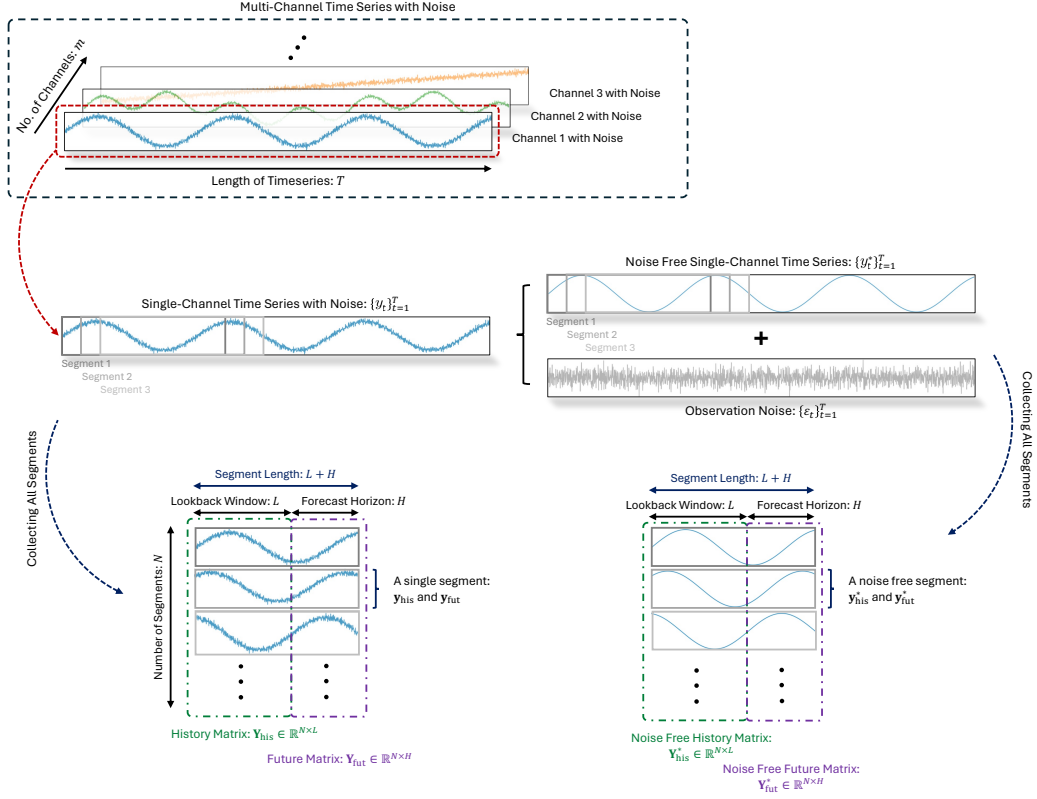 Multi-Channel Time Series with Noise
No. of Channels: m
Channel 3 with Noise
Channel 2 with Noise
Channel 1 with Noise
Length of Timeseries: T
Noise Free Single-Channel Time Series: {y*_t}^T_{t=1}
Single-Channel Time Series with Noise: {y_t}^T_{t=1}
Segment 1
Segment 2
Segment 3
Segment 1
Segment 2
Segment 3
+
Observation Noise: {ε_t}^T_{t=1}
Collecting All Segments
Collecting All Segments
Segment Length: L + H
Lookback Window: L
Forecast Horizon: H
Number of Segments: N
A single segment:
y_his and y_fut
History Matrix: Y_his ∈ ℝ^{N×L}
Future Matrix: Y_fut ∈ ℝ^{N×H}
Segment Length: L + H
Lookback Window: L
Forecast Horizon: H
A noise free segment:
y*_his and y*_fut
Noise Free History Matrix:
Y*_his ∈ ℝ^{N×L}
Noise Free Future Matrix:
Y*_fut ∈ ℝ^{N×H}